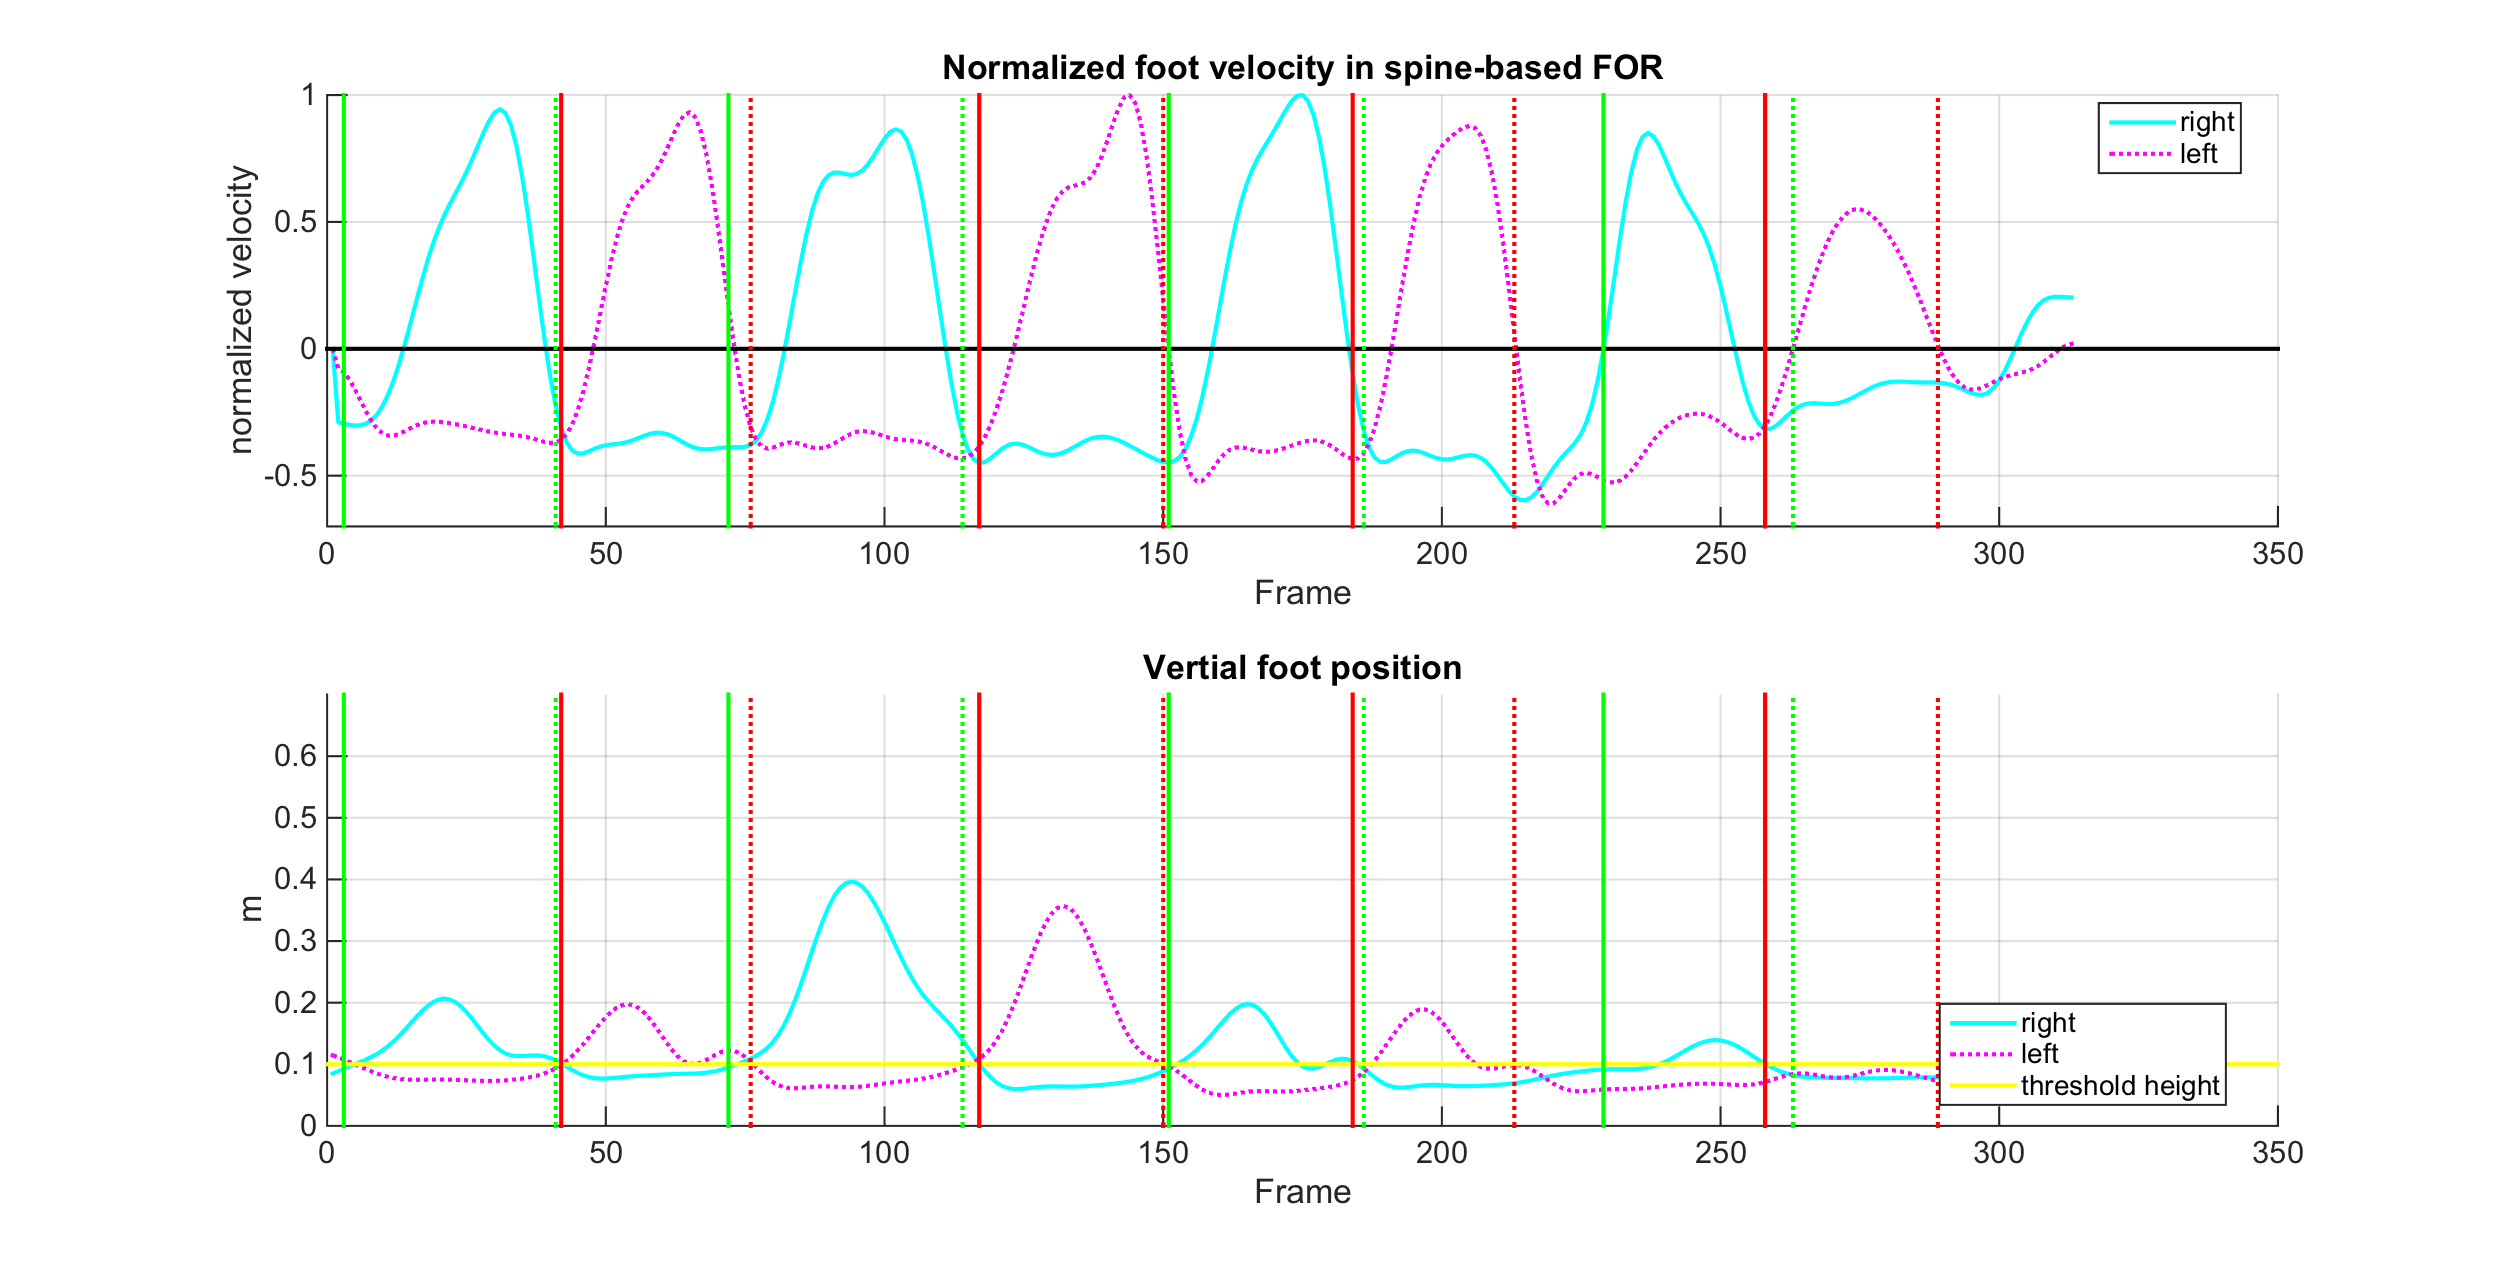 Normalized foot velocity in spine-based FOR
normalized velocity
1
0.5
0
-0.5
0 50 100 150 200 250 300 350
Frame
right
left
Vertial foot position
m
0.6
0.5
0.4
0.3
0.2
0.1
0
0 50 100 150 200 250 300 350
Frame
right
left
threshold height